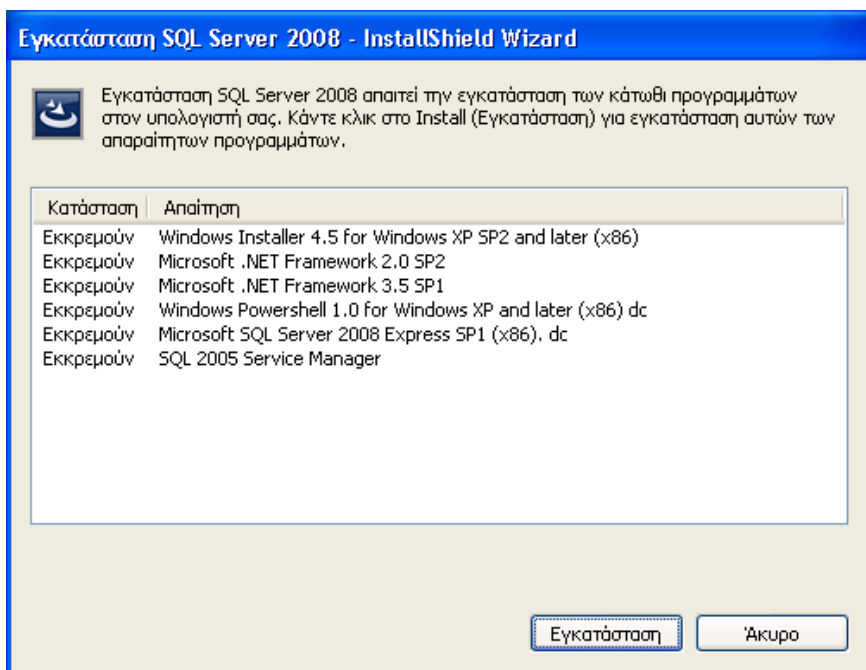 Εγκατάσταση SQL Server 2008 - InstallShield Wizard
Εγκατάσταση SQL Server 2008 απαιτεί την εγκατάσταση των κάτωθι προγραμμάτων
στον υπολογιστή σας. Κάντε κλικ στο Install (Εγκατάσταση) για εγκατάσταση αυτών των
απαραίτητων προγραμμάτων.
Κατάσταση Απαίτηση
Εκκρεμούν Windows Installer 4.5 for Windows XP SP2 and later (x86)
Εκκρεμούν Microsoft .NET Framework 2.0 SP2
Εκκρεμούν Microsoft .NET Framework 3.5 SP1
Εκκρεμούν Windows Powershell 1.0 for Windows XP and later (x86) dc
Εκκρεμούν Microsoft SQL Server 2008 Express SP1 (x86). dc
Εκκρεμούν SQL 2005 Service Manager
Εγκατάσταση Άκυρο